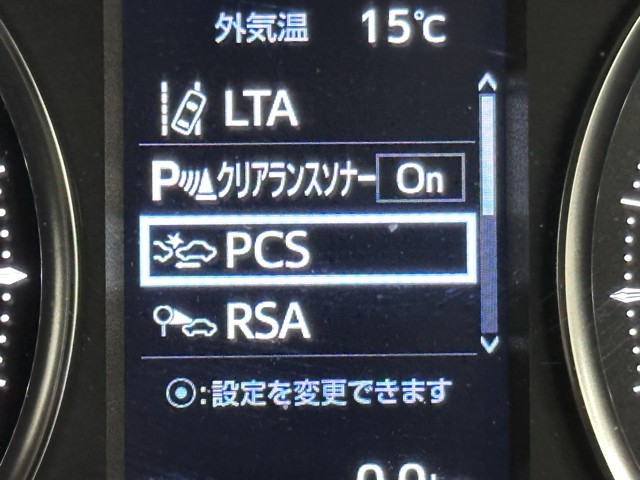 外気温 15℃
LTA
Pクリアランスソナー On
PCS
RSA
⦿:設定を変更できます